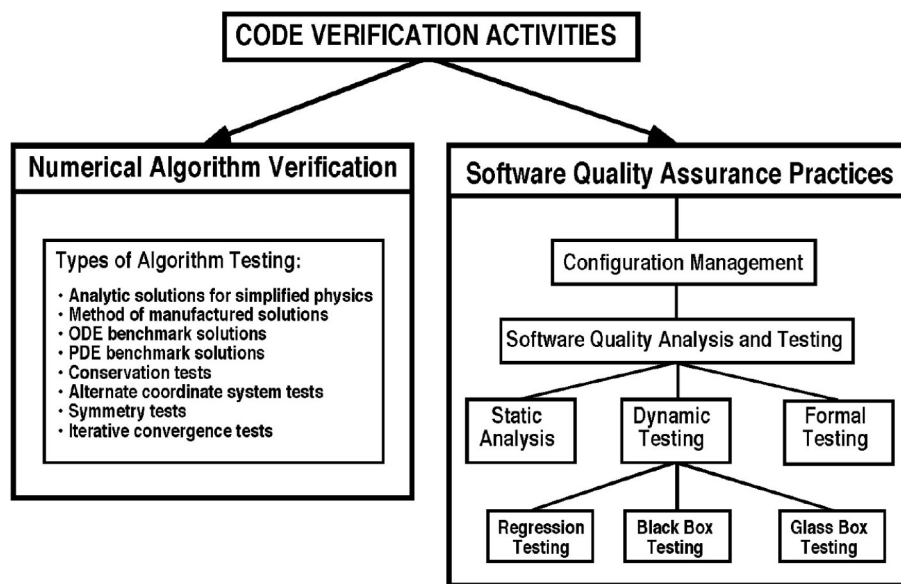 CODE VERIFICATION ACTIVITIES
Numerical Algorithm Verification
Types of Algorithm Testing:
· Analytic solutions for simplified physics
· Method of manufactured solutions
· ODE benchmark solutions
· PDE benchmark solutions
· Conservation tests
· Alternate coordinate system tests
· Symmetry tests
· Iterative convergence tests
Software Quality Assurance Practices
Configuration Management
Software Quality Analysis and Testing
Static
Analysis
Dynamic
Testing
Formal
Testing
Regression
Testing
Black Box
Testing
Glass Box
Testing